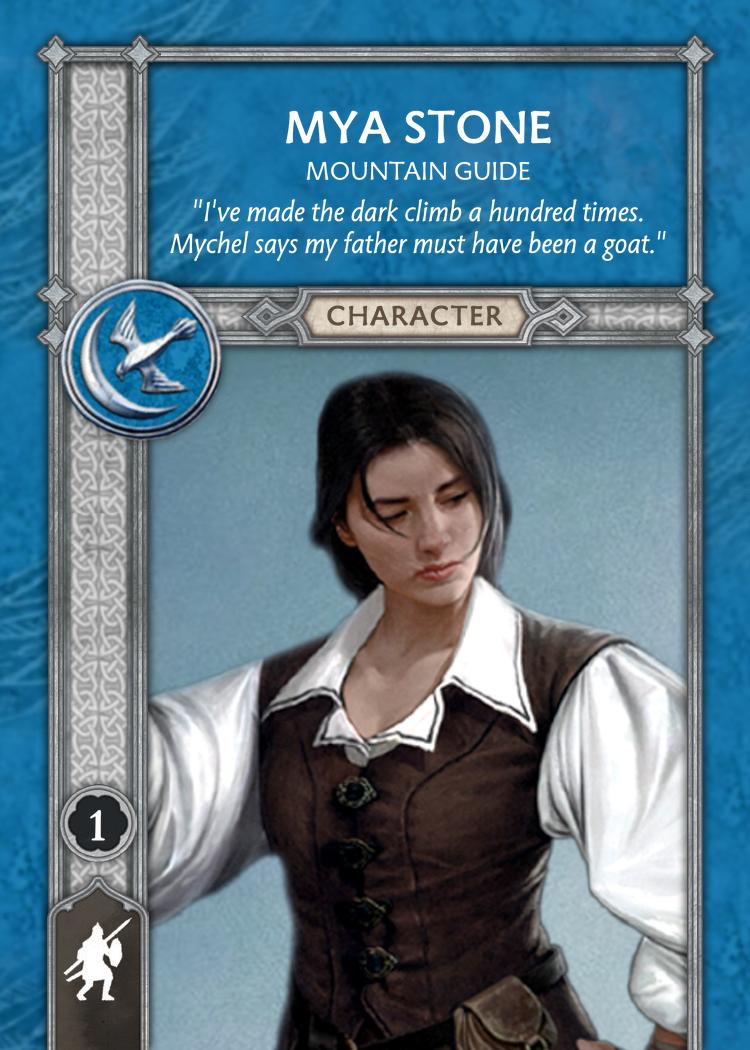 MYA STONE
MOUNTAIN GUIDE
"I've made the dark climb a hundred times.
Mychel says my father must have been a goat."
CHARACTER
1